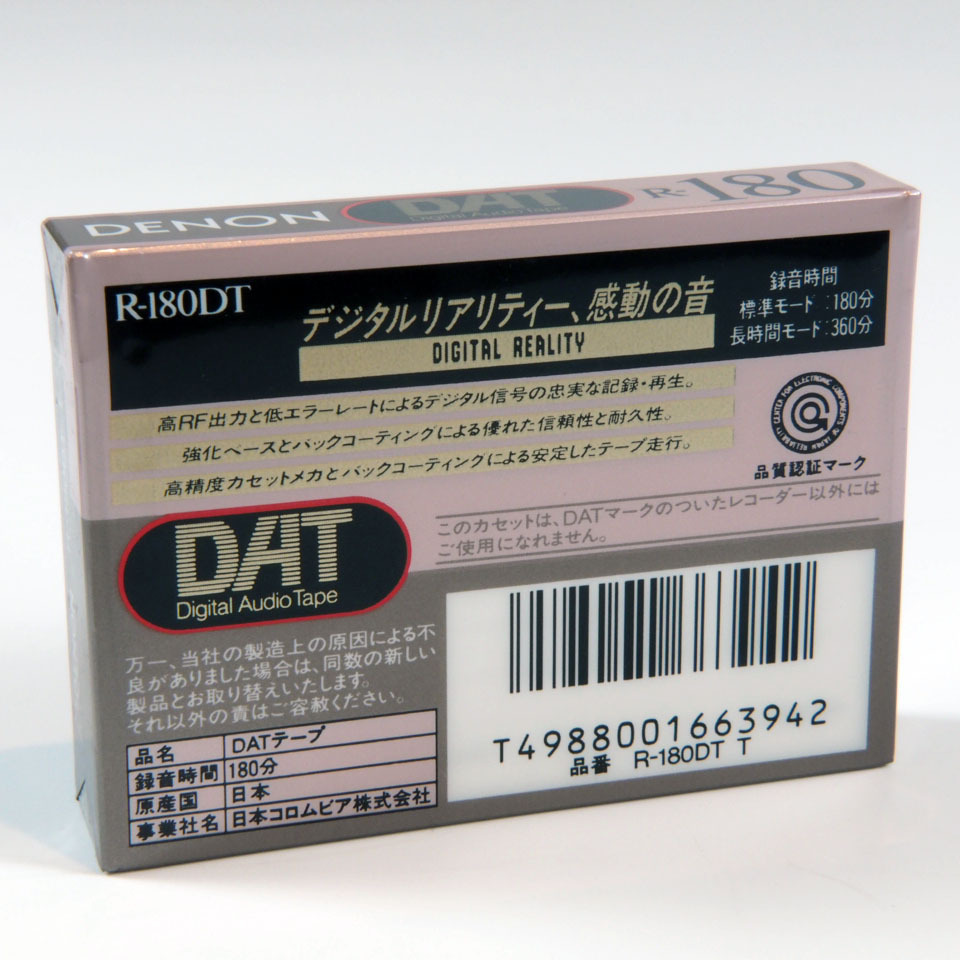 DENON
DAT
Digital Audio Tape
R-180
R-180DT
デジタルリアリティー、感動の音
DIGITAL REALITY
録音時間
標準モード:180分
長時間モード:360分
高RF出力と低エラーレートによるデジタル信号の忠実な記録・再生。
強化ベースとバックコーティングによる優れた信頼性と耐久性。
高精度カセットメカとバックコーティングによる安定したテープ走行。
RELIABILITY CENTER FOR ELECTRONIC COMPONENTS OF JAPAN
品質認証マーク
このカセットは、DATマークのついたレコーダー以外には
ご使用になれません。
DAT
Digital Audio Tape
万一、当社の製造上の原因による不
良がありました場合は、同数の新しい
製品とお取り替えいたします。
それ以外の責はご容赦ください。
品名 DATテープ
録音時間 180分
原産国 日本
事業社名 日本コロムビア株式会社
T4988001663942
品番 R-180DT T